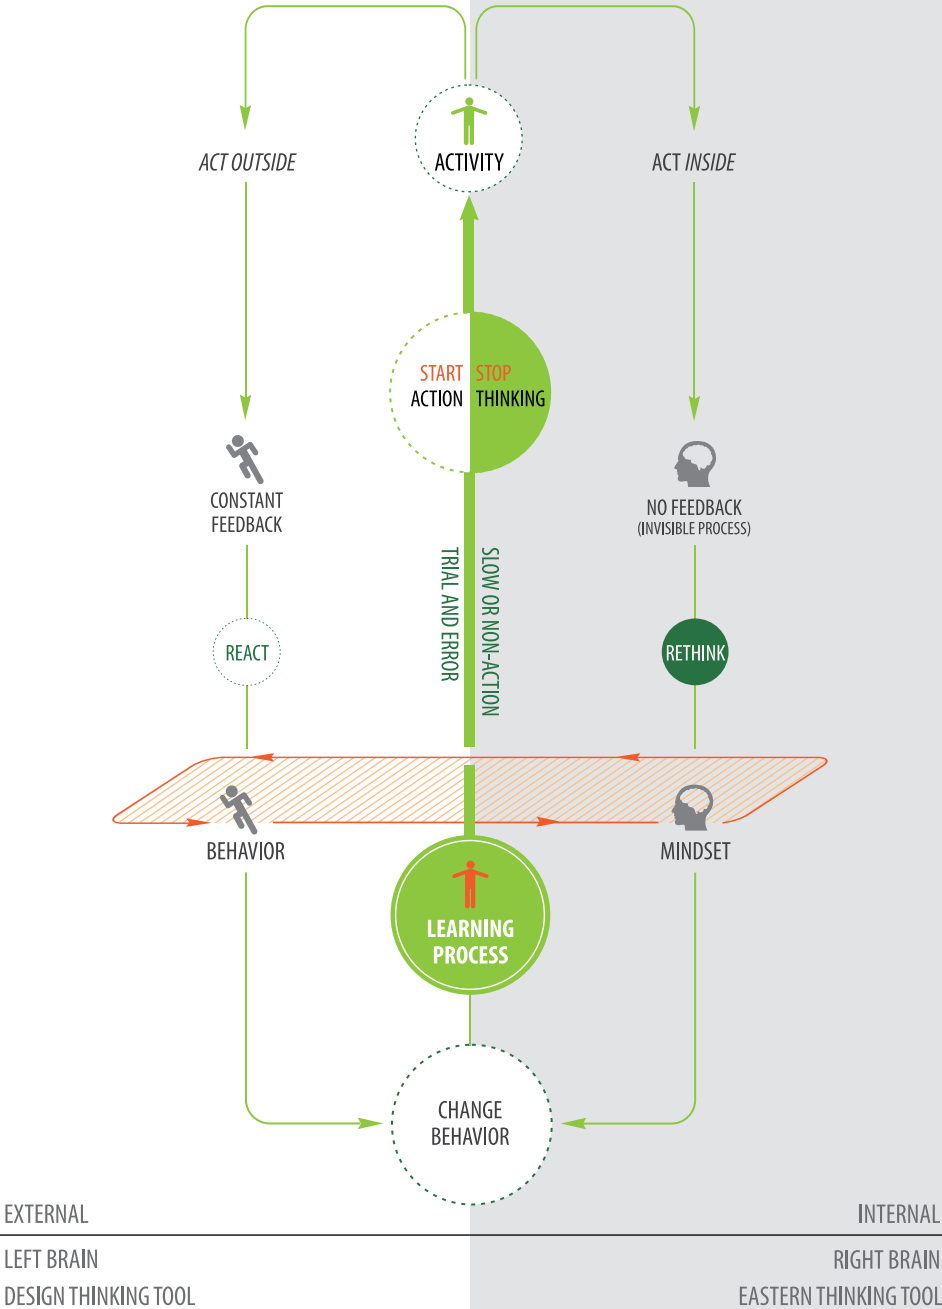 ACT OUTSIDE
ACTIVITY
ACT INSIDE
START STOP
ACTION THINKING
CONSTANT
FEEDBACK
NO FEEDBACK
(INVISIBLE PROCESS)
TRIAL AND ERROR
SLOW OR NON-ACTION
REACT
RETHINK
BEHAVIOR
MINDSET
LEARNING
PROCESS
CHANGE
BEHAVIOR
EXTERNAL
INTERNAL
LEFT BRAIN
RIGHT BRAIN
DESIGN THINKING TOOL
EASTERN THINKING TOOL